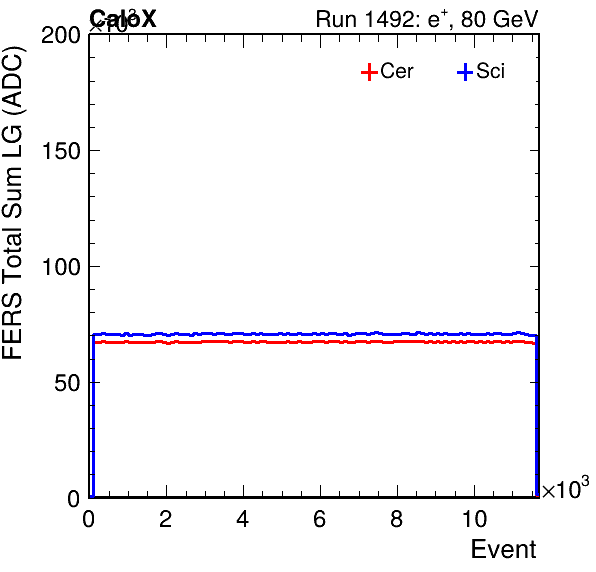 CaloX
×10³
Run 1492: e⁺, 80 GeV
FERS Total Sum LG (ADC)
Cer
Sci
200
150
100
50
0
0 2 4 6 8 10
×10³
Event